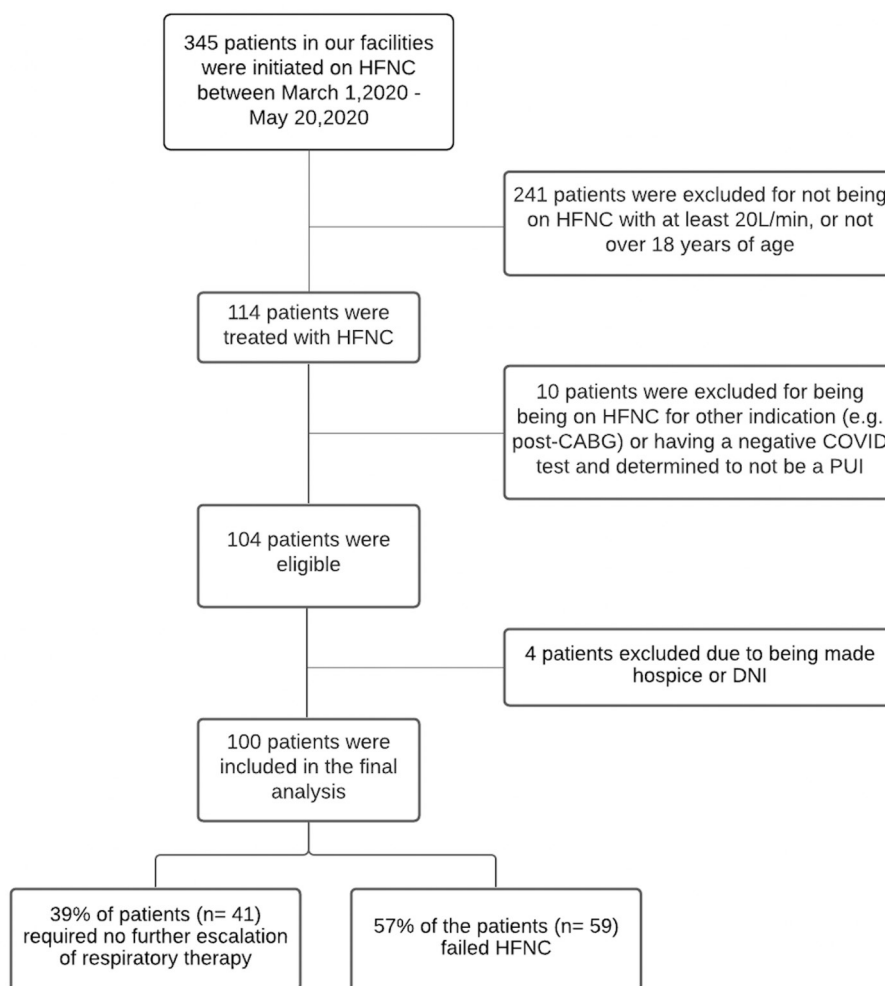 345 patients in our facilities
were initiated on HFNC
between March 1,2020 -
May 20,2020
241 patients were excluded for not being
on HFNC with at least 20L/min, or not
over 18 years of age
114 patients were
treated with HFNC
10 patients were excluded for being
being on HFNC for other indication (e.g.
post-CABG) or having a negative COVID
test and determined to not be a PUI
104 patients were
eligible
4 patients excluded due to being made
hospice or DNI
100 patients were
included in the final
analysis
39% of patients (n= 41)
required no further escalation
of respiratory therapy
57% of the patients (n= 59)
failed HFNC